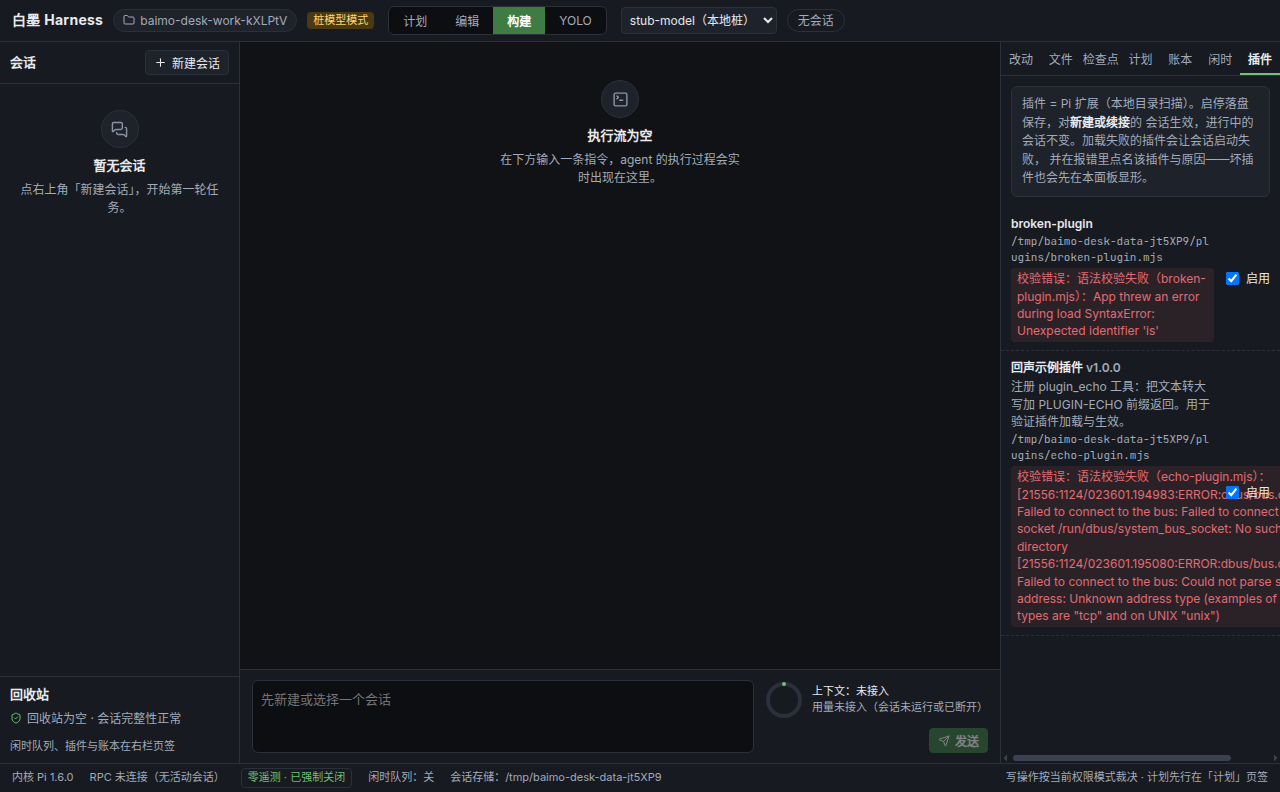 白墨 Harness
baimo-desk-work-kXLPtV
桩模型模式
计划
编辑
构建
YOLO
stub-model（本地桩）
无会话
会话
新建会话
暂无会话
点右上角「新建会话」，开始第一轮任
务。
回收站
回收站为空 · 会话完整性正常
闲时队列、插件与账本在右栏页签
执行流为空
在下方输入一条指令，agent 的执行过程会实
时出现在这里。
先新建或选择一个会话
上下文：未接入
用量未接入（会话未运行或已断开）
发送
改动
文件
检查点
计划
账本
闲时
插件
插件 = Pi 扩展（本地目录扫描）。启停落盘
保存，对新建或续接的 会话生效，进行中的
会话不变。加载失败的插件会让会话启动失
败， 并在报错里点名该插件与原因——坏插
件也会先在本面板显形。
broken-plugin
/tmp/baimo-desk-data-jt5XP9/pl
ugins/broken-plugin.mjs
校验错误：语法校验失败（broken-
plugin.mjs）：App threw an error
during load SyntaxError:
Unexpected identifier 'is'
启用
回声示例插件 v1.0.0
注册 plugin_echo 工具：把文本转大
写加 PLUGIN-ECHO 前缀返回。用于
验证插件加载与生效。
/tmp/baimo-desk-data-jt5XP9/pl
ugins/echo-plugin.mjs
校验错误：语法校验失败（echo-plugin.mjs）：
[21556:1124/023601.194983:ERROR:dbus/bus.
启用
Failed to connect to the bus: Failed to connect
socket /run/dbus/system_bus_socket: No such
directory
[21556:1124/023601.195080:ERROR:dbus/bus.
Failed to connect to the bus: Could not parse s
address: Unknown address type (examples of
types are "tcp" and on UNIX "unix")
内核 Pi 1.6.0
RPC 未连接（无活动会话）
零遥测 · 已强制关闭
闲时队列：关
会话存储：/tmp/baimo-desk-data-jt5XP9
写操作按当前权限模式裁决 · 计划先行在「计划」页签